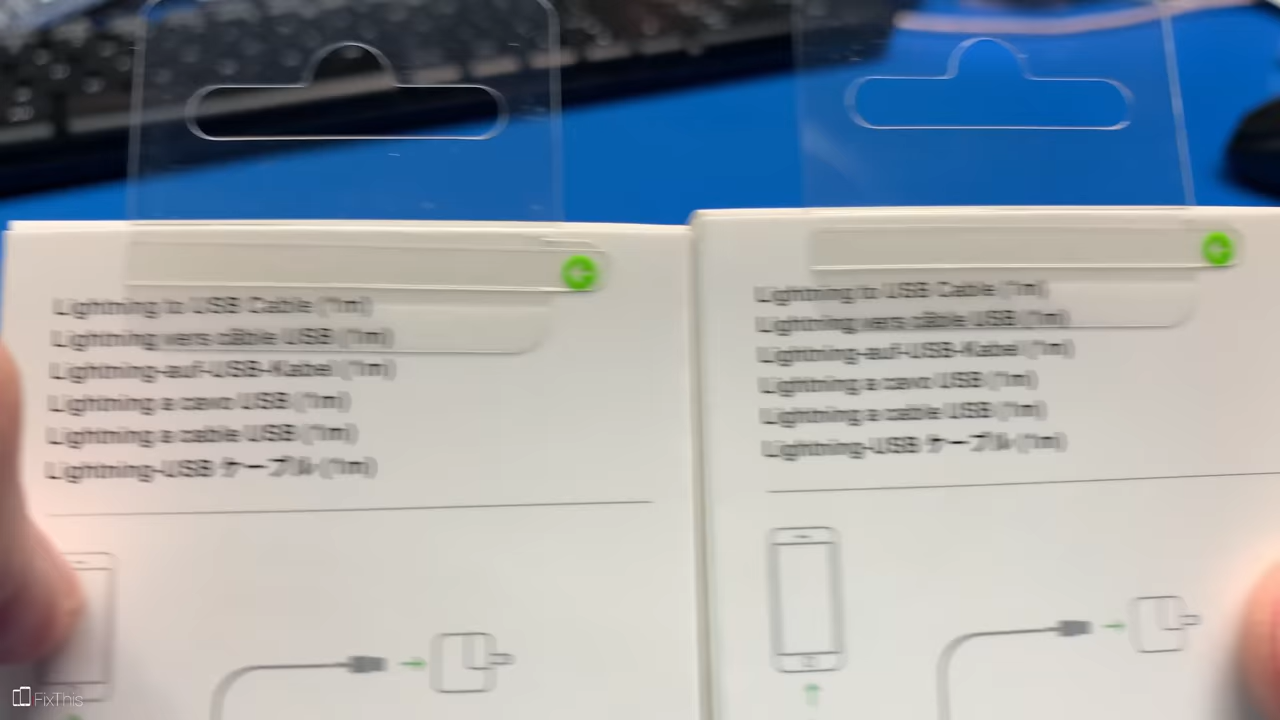 Lightning to USB Cable (1m)
Lightning vers câble USB (1m)
Lightning-auf-USB-Kabel (1m)
Lightning a cavo USB (1m)
Lightning a cable USB (1m)
Lightning-USB ケーブル (1m)
Lightning to USB Cable (1m)
Lightning vers câble USB (1m)
Lightning-auf-USB-Kabel (1m)
Lightning a cavo USB (1m)
Lightning a cable USB (1m)
Lightning-USB ケーブル (1m)
FixThis